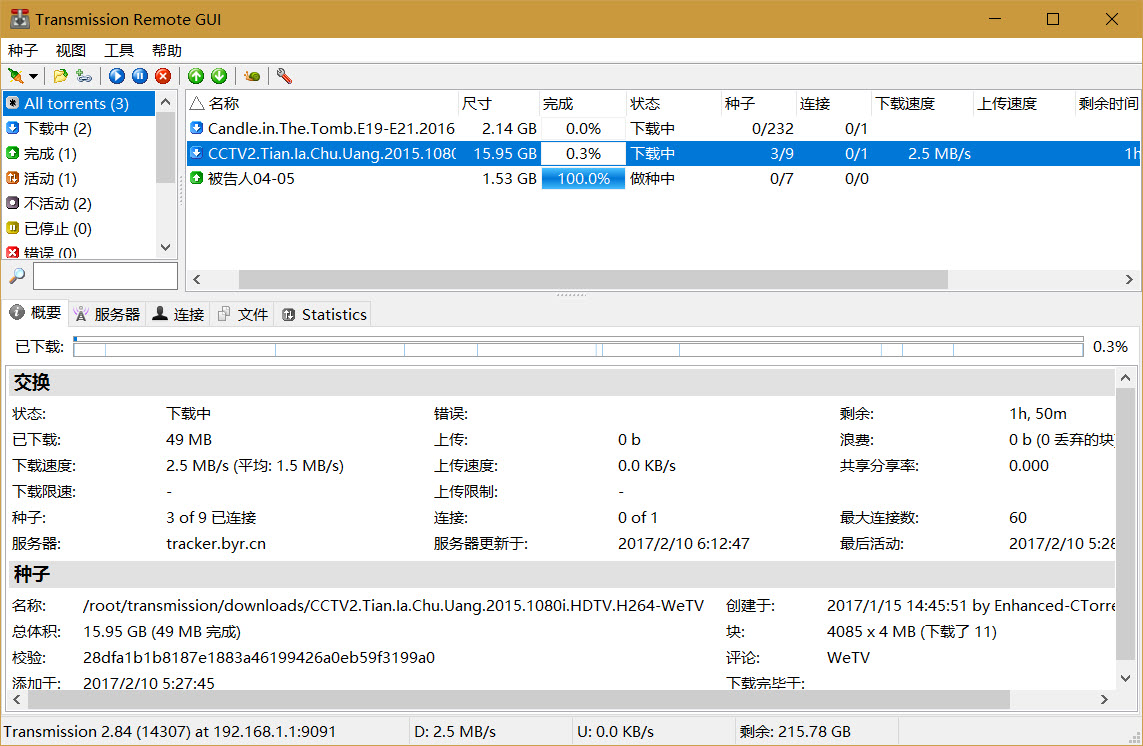 Transmission Remote GUI
种子 视图 工具 帮助
All torrents (3)
下载中 (2)
完成 (1)
活动 (1)
不活动 (2)
已停止 (0)
错误 (0)
名称 尺寸 完成 状态 种子 连接 下载速度 上传速度 剩余时间
Candle.in.The.Tomb.E19-E21.2016 2.14 GB 0.0% 下载中 0/232 0/1
CCTV2.Tian.Ia.Chu.Uang.2015.1080 15.95 GB 0.3% 下载中 3/9 0/1 2.5 MB/s 1h
被告人04-05 1.53 GB 100.0% 做种中 0/7 0/0
概要 服务器 连接 文件 Statistics
已下载: 0.3%
交换
状态: 下载中 错误: 剩余: 1h, 50m
已下载: 49 MB 上传: 0 b 浪费: 0 b (0 丢弃的块
下载速度: 2.5 MB/s (平均: 1.5 MB/s) 上传速度: 0.0 KB/s 共享分享率: 0.000
下载限速: - 上传限制: -
种子: 3 of 9 已连接 连接: 0 of 1 最大连接数: 60
服务器: tracker.byr.cn 服务器更新于: 2017/2/10 6:12:47 最后活动: 2017/2/10 5:28
种子
名称: /root/transmission/downloads/CCTV2.Tian.Ia.Chu.Uang.2015.1080i.HDTV.H264-WeTV 创建于: 2017/1/15 14:45:51 by Enhanced-CTorre
总体积: 15.95 GB (49 MB 完成) 块: 4085 x 4 MB (下载了 11)
校验: 28dfa1b1b8187e1883a46199426a0eb59f3199a0 评论: WeTV
添加于: 2017/2/10 5:27:45 下载完毕于:
Transmission 2.84 (14307) at 192.168.1.1:9091 D: 2.5 MB/s U: 0.0 KB/s 剩余: 215.78 GB